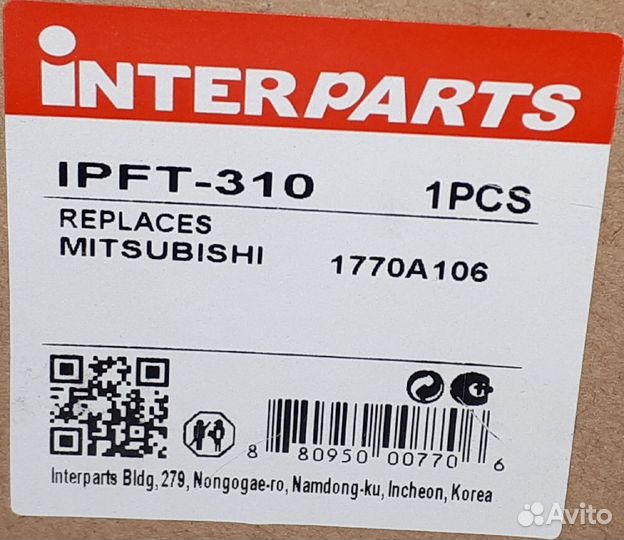 INTERPARTS
IPFT-310 1PCS
REPLACES
MITSUBISHI 1770A106
8 80950 00770 6
Interparts Bldg, 279, Nongogae-ro, Namdong-ku, Incheon, Korea
Avito